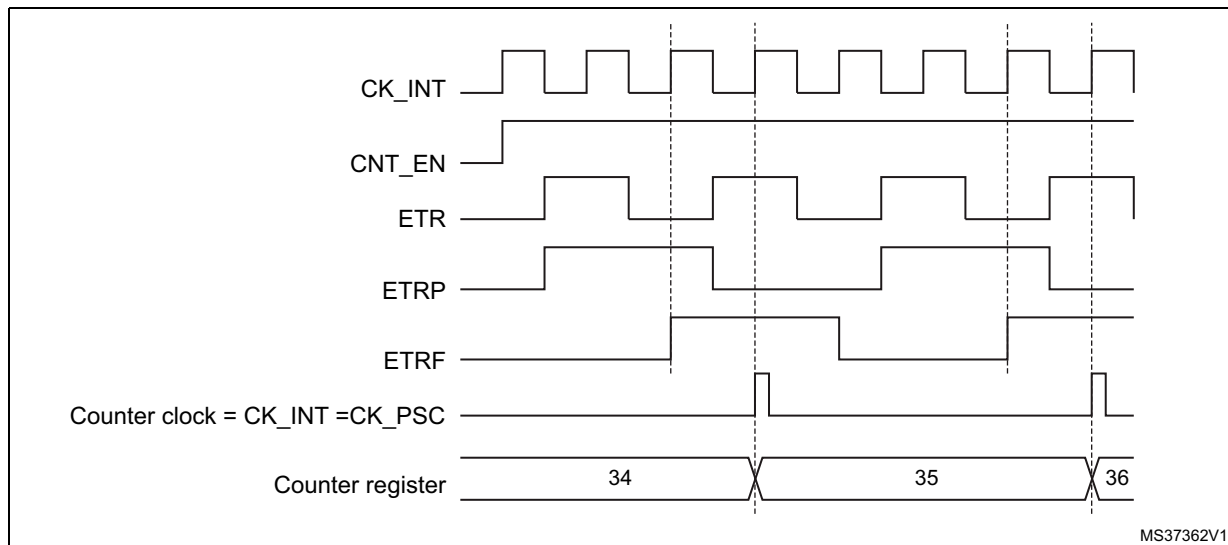 CK_INT
CNT_EN
ETR
ETRP
ETRF
Counter clock = CK_INT =CK_PSC
Counter register
34
35
36
MS37362V1